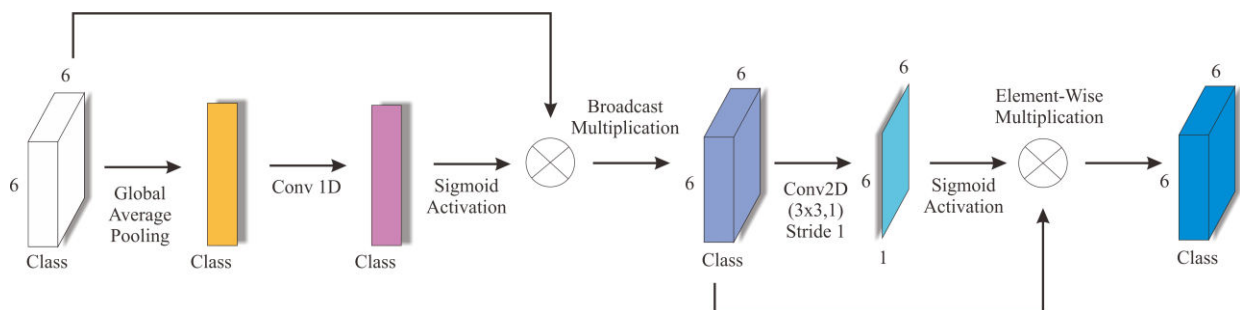 6
6
Class
Global
Average
Pooling
Class
Conv 1D
Class
Sigmoid
Activation
Broadcast
Multiplication
6
6
Class
Conv2D
(3x3,1)
Stride 1
6
6
1
Sigmoid
Activation
Element-Wise
Multiplication
6
6
Class